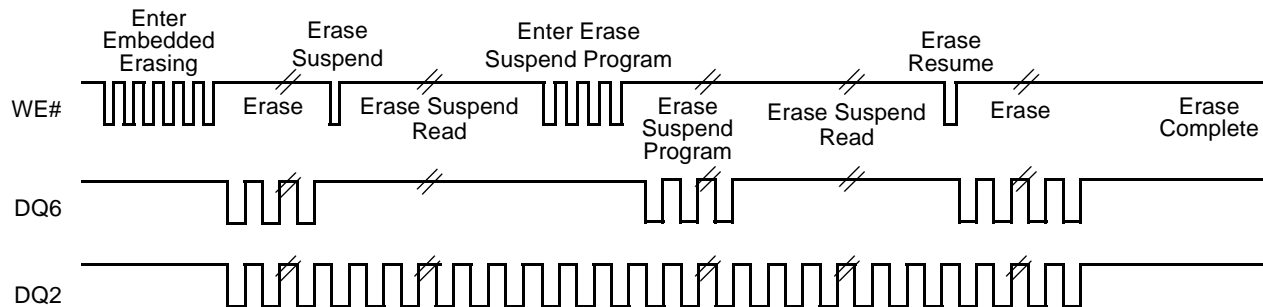 Enter
Embedded
Erasing
Erase
Suspend
Enter Erase
Suspend Program
Erase
Resume
WE#
Erase
Erase Suspend
Read
Erase
Suspend
Program
Erase Suspend
Read
Erase
Erase
Complete
DQ6
DQ2